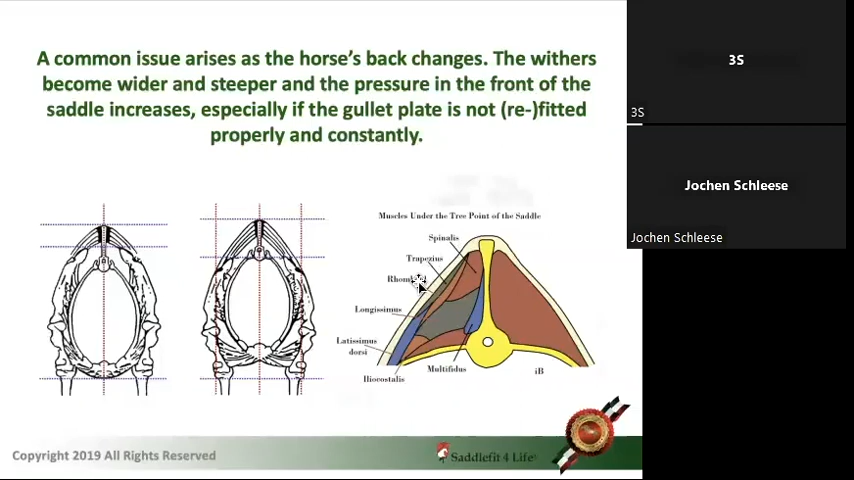 A common issue arises as the horse's back changes. The withers
become wider and steeper and the pressure in the front of the
saddle increases, especially if the gullet plate is not (re-)fitted
properly and constantly.
3S
3S
Jochen Schleese
Jochen Schleese
Muscles Under the Tree Point of the Saddle
Spinalis
Trapezius
Longissimus
Latissimus
dorsi
Iliocostalis
Multifidus
iB
Copyright 2019 All Rights Reserved
Saddlefit 4 Life